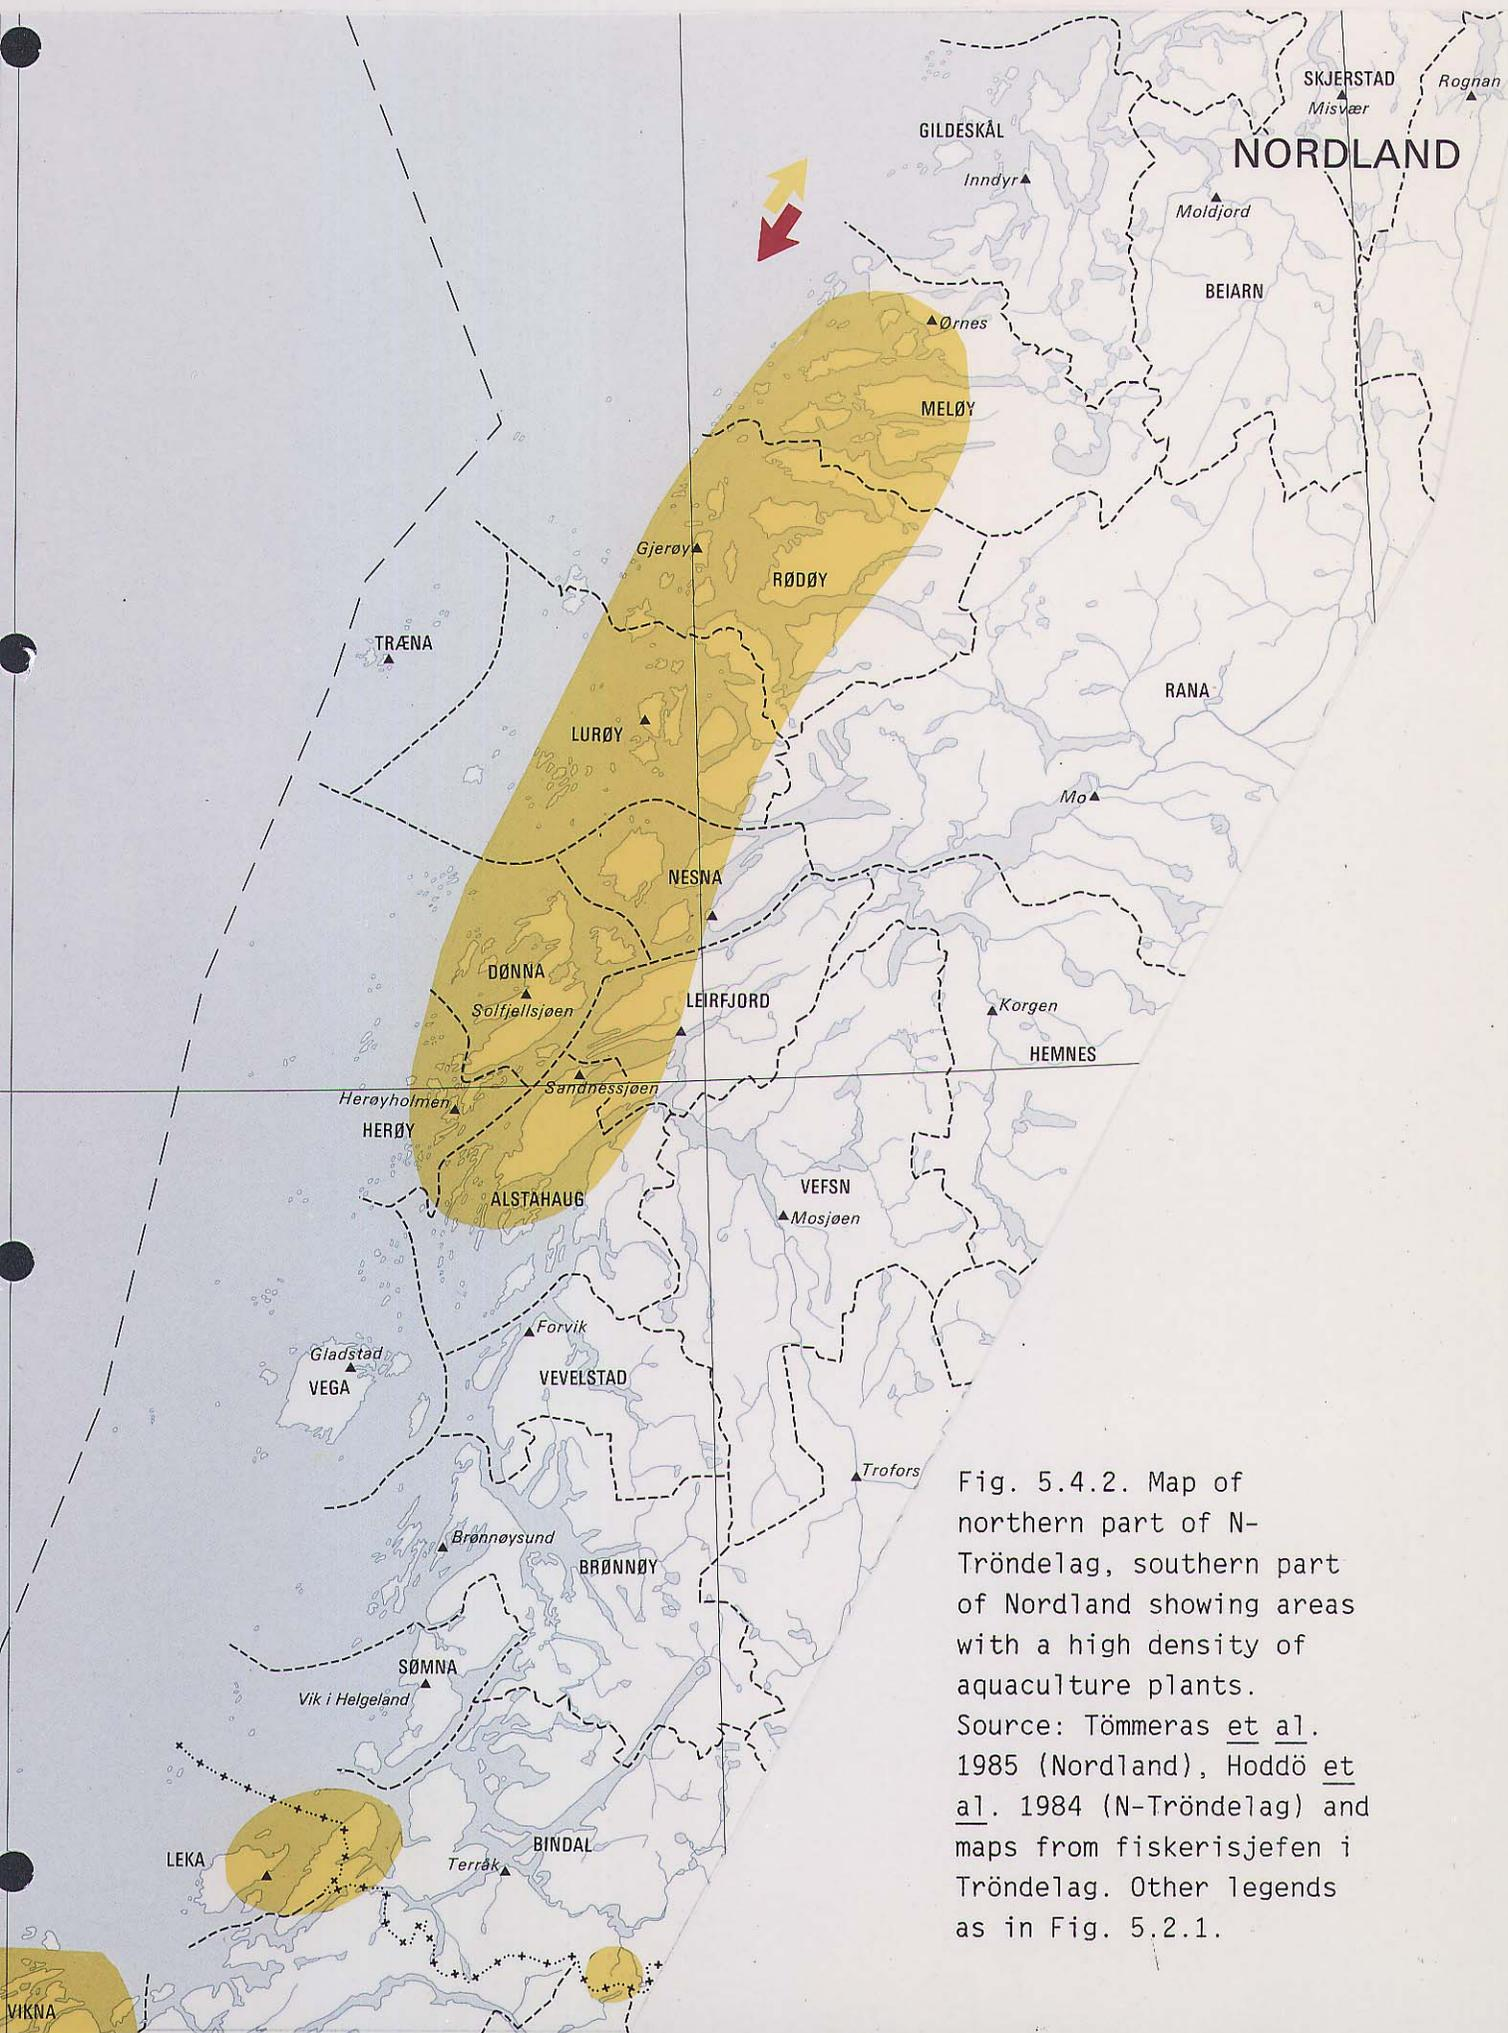 SKJERSTAD
Misvær
Rognan
GILDESKÅL
NORDLAND
Inndyr
Moldjord
BEIARN
Ørnes
MELØY
Gjerøy
RØDØY
TRÆNA
RANA
LURØY
Mo
NESNA
DØNNA
Solfjellsjøen
LEIRFJORD
Korgen
HEMNES
Sandnessjøen
Herøyholmen
HERØY
ALSTAHAUG
VEFSN
Mosjøen
Forvik
Gladstad
VEGA
VEVELSTAD
Trofors
Brønnøysund
BRØNNØY
SØMNA
Vik i Helgeland
LEKA
BINDAL
Terråk
VIKNA
Fig. 5.4.2. Map of
northern part of N-
Tröndelag, southern part
of Nordland showing areas
with a high density of
aquaculture plants.
Source: Tömmeras et al.
1985 (Nordland), Hoddö et
al. 1984 (N-Tröndelag) and
maps from fiskerisjefen i
Tröndelag. Other legends
as in Fig. 5.2.1.